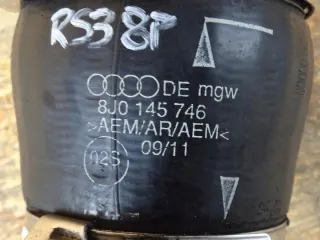 RS3 8P
DE mgw
8J0 145 746
>AEM/AR/AEM<
02S 09/11